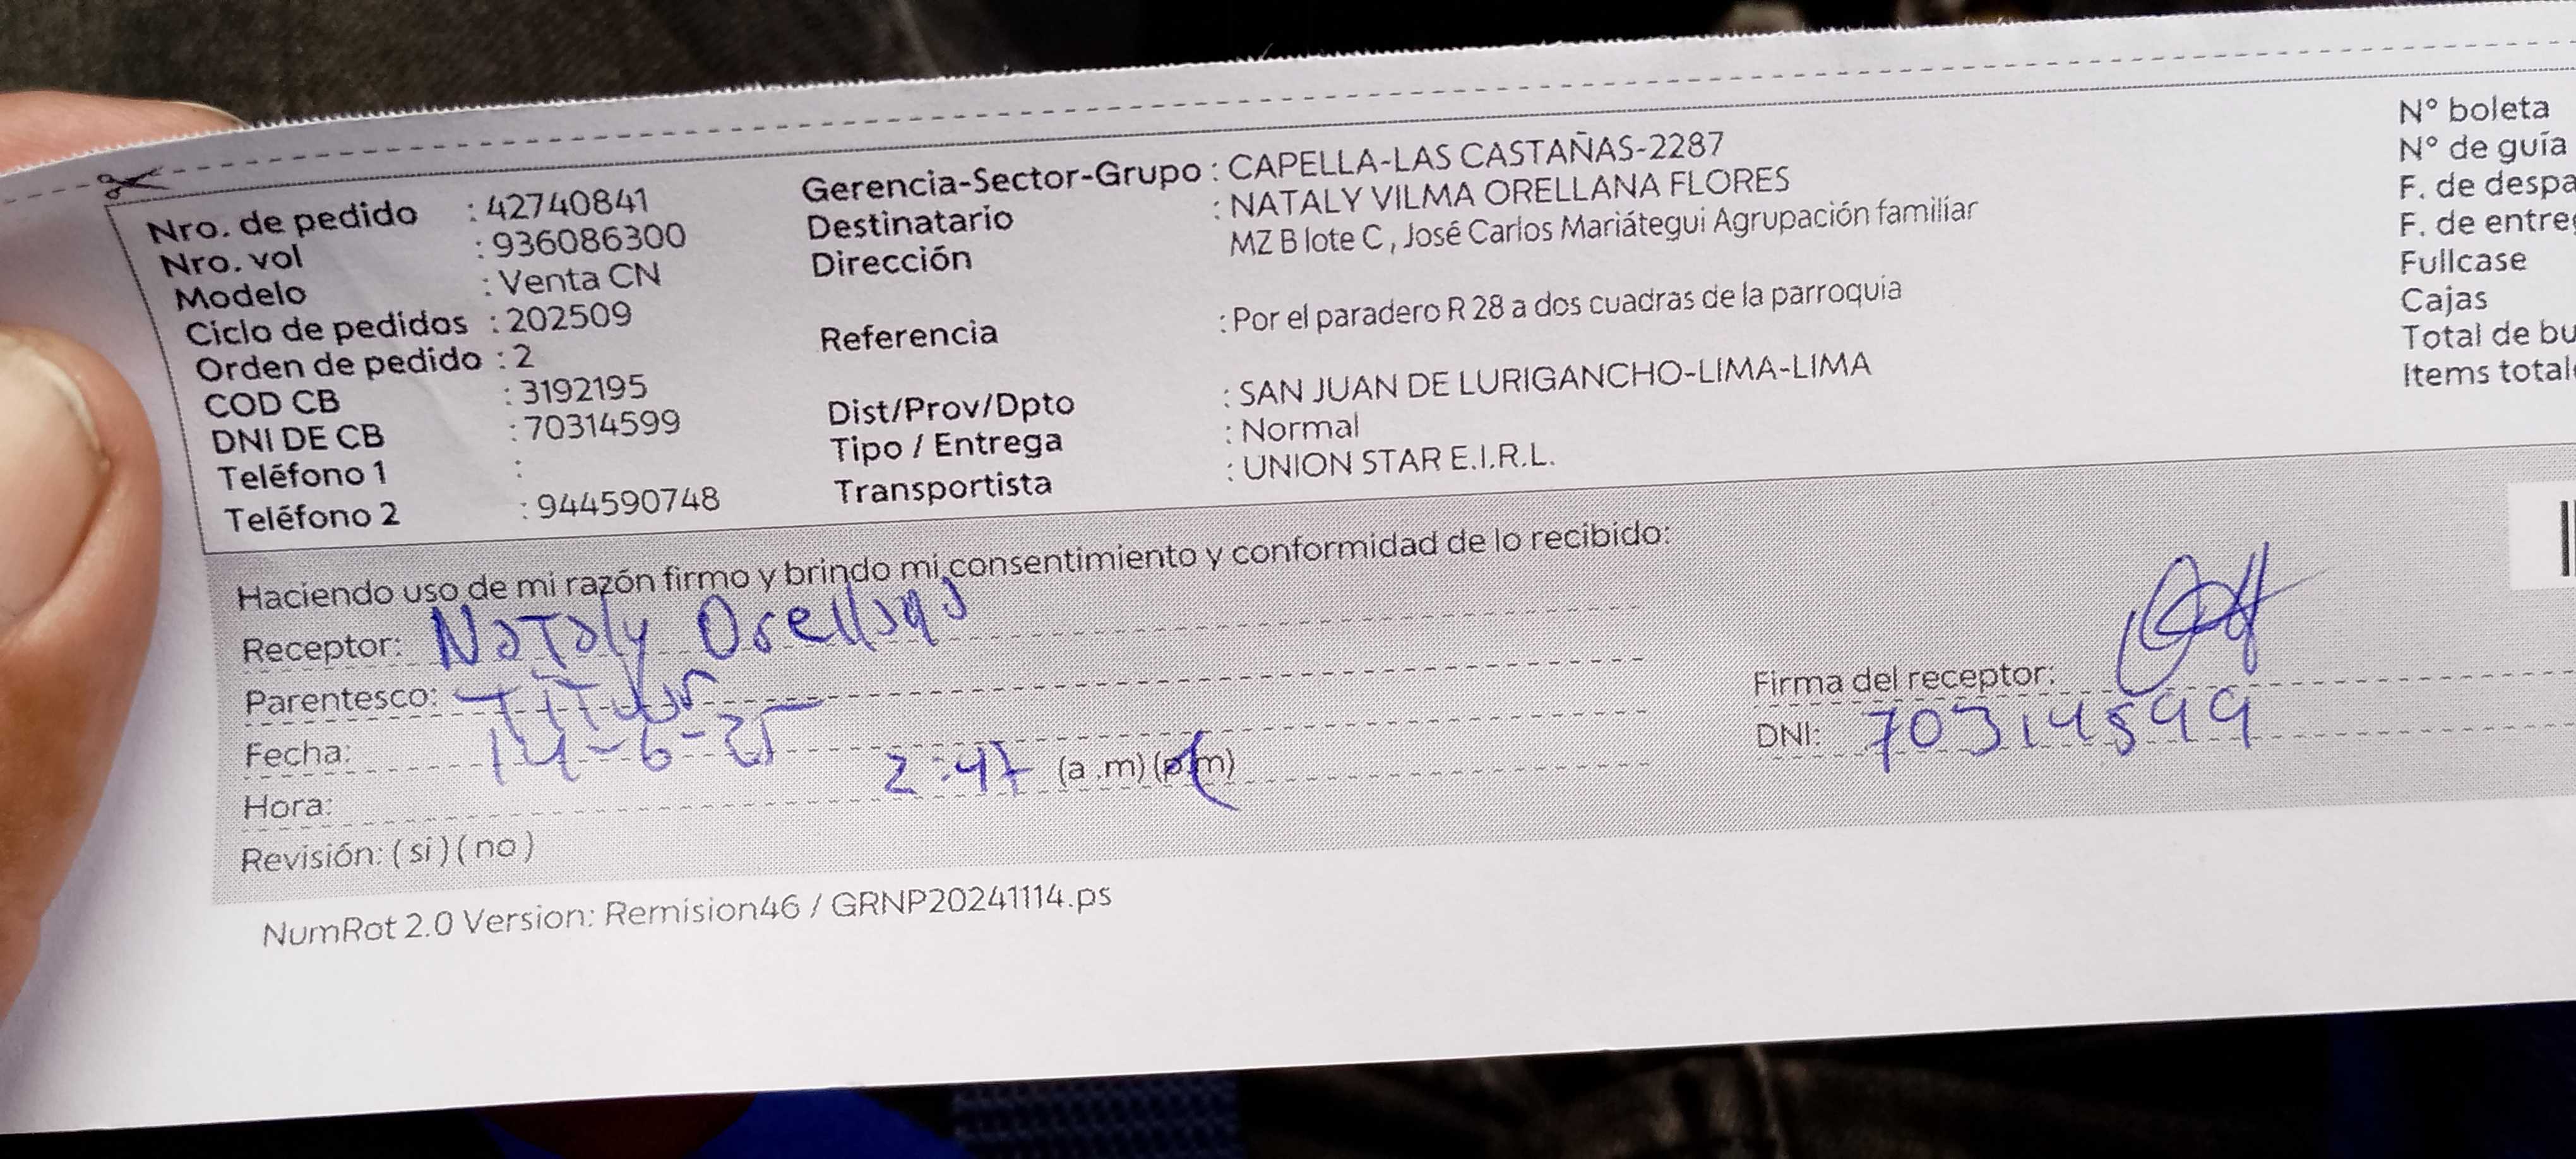 Nro. de pedido : 42740841
Nro. vol : 936086300
Modelo : Venta CN
Ciclo de pedidos : 202509
Orden de pedido : 2
COD CB : 3192195
DNI DE CB : 70314599
Teléfono 1 :
Teléfono 2 : 944590748
Gerencia-Sector-Grupo : CAPELLA-LAS CASTAÑAS-2287
Destinatario : NATALY VILMA ORELLANA FLORES
Dirección MZ B lote C , José Carlos Mariátegui Agrupación familiar
Referencia : Por el paradero R 28 a dos cuadras de la parroquia
Dist/Prov/Dpto : SAN JUAN DE LURIGANCHO-LIMA-LIMA
Tipo / Entrega : Normal
Transportista : UNION STAR E.I.R.L.
N° boleta
N° de guía
F. de despa
F. de entre
Fullcase
Cajas
Total de bu
Items total
Haciendo uso de mi razón firmo y brindo mi consentimiento y conformidad de lo recibido:
Receptor: Nataly Orellana
Parentesco: Titular
Fecha: 14-6-25
Hora: 2:47 (a .m) (p.m)
Revisión: ( si ) ( no )
Firma del receptor:
DNI: 70314599
NumRot 2.0 Version: Remision46 / GRNP20241114.ps